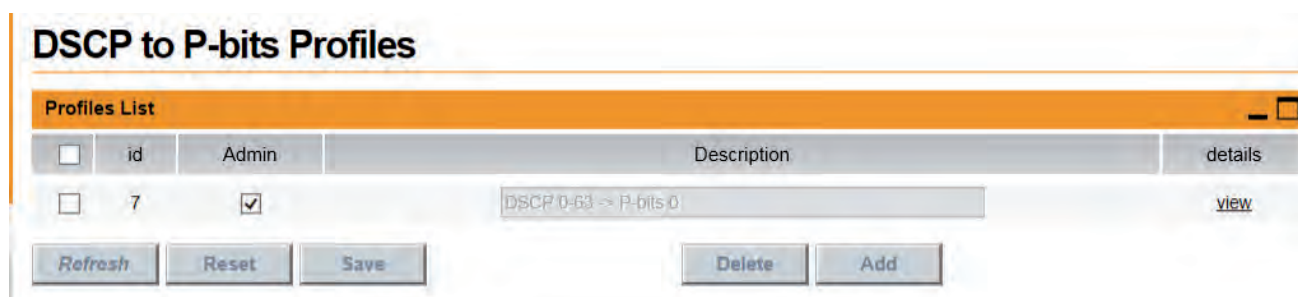 DSCP to P-bits Profiles
Profiles List
id Admin Description details
7 DSCP 0-63 -> P-bits 0 view
Refresh Reset Save Delete Add